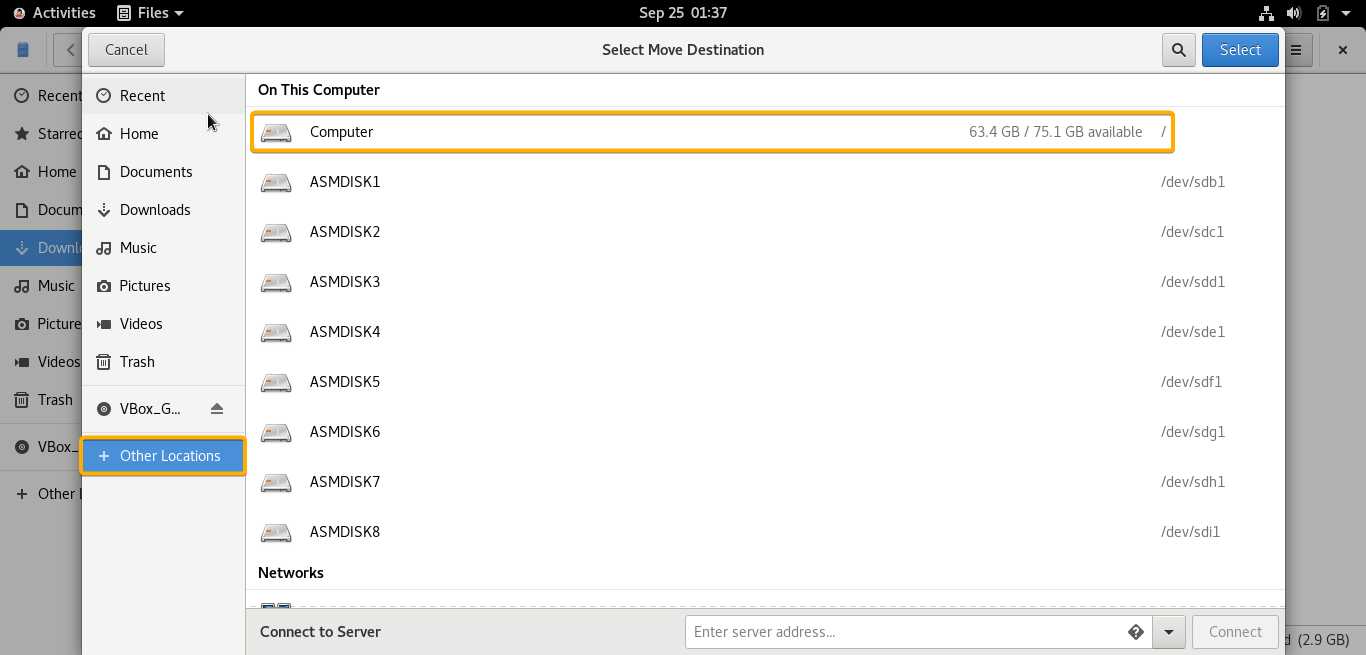 Activities Files Sep 25 01:37
Cancel Select Move Destination Select
Recent
Starred
Home
Docum
Downl
Music
Picture
Videos
Trash
VBox_
Other L
Recent
Home
Documents
Downloads
Music
Pictures
Videos
Trash
VBox_G...
Other Locations
On This Computer
Computer 63.4 GB / 75.1 GB available /
ASMDISK1 /dev/sdb1
ASMDISK2 /dev/sdc1
ASMDISK3 /dev/sdd1
ASMDISK4 /dev/sde1
ASMDISK5 /dev/sdf1
ASMDISK6 /dev/sdg1
ASMDISK7 /dev/sdh1
ASMDISK8 /dev/sdi1
Networks
Connect to Server Enter server address... Connect
d (2.9 GB)